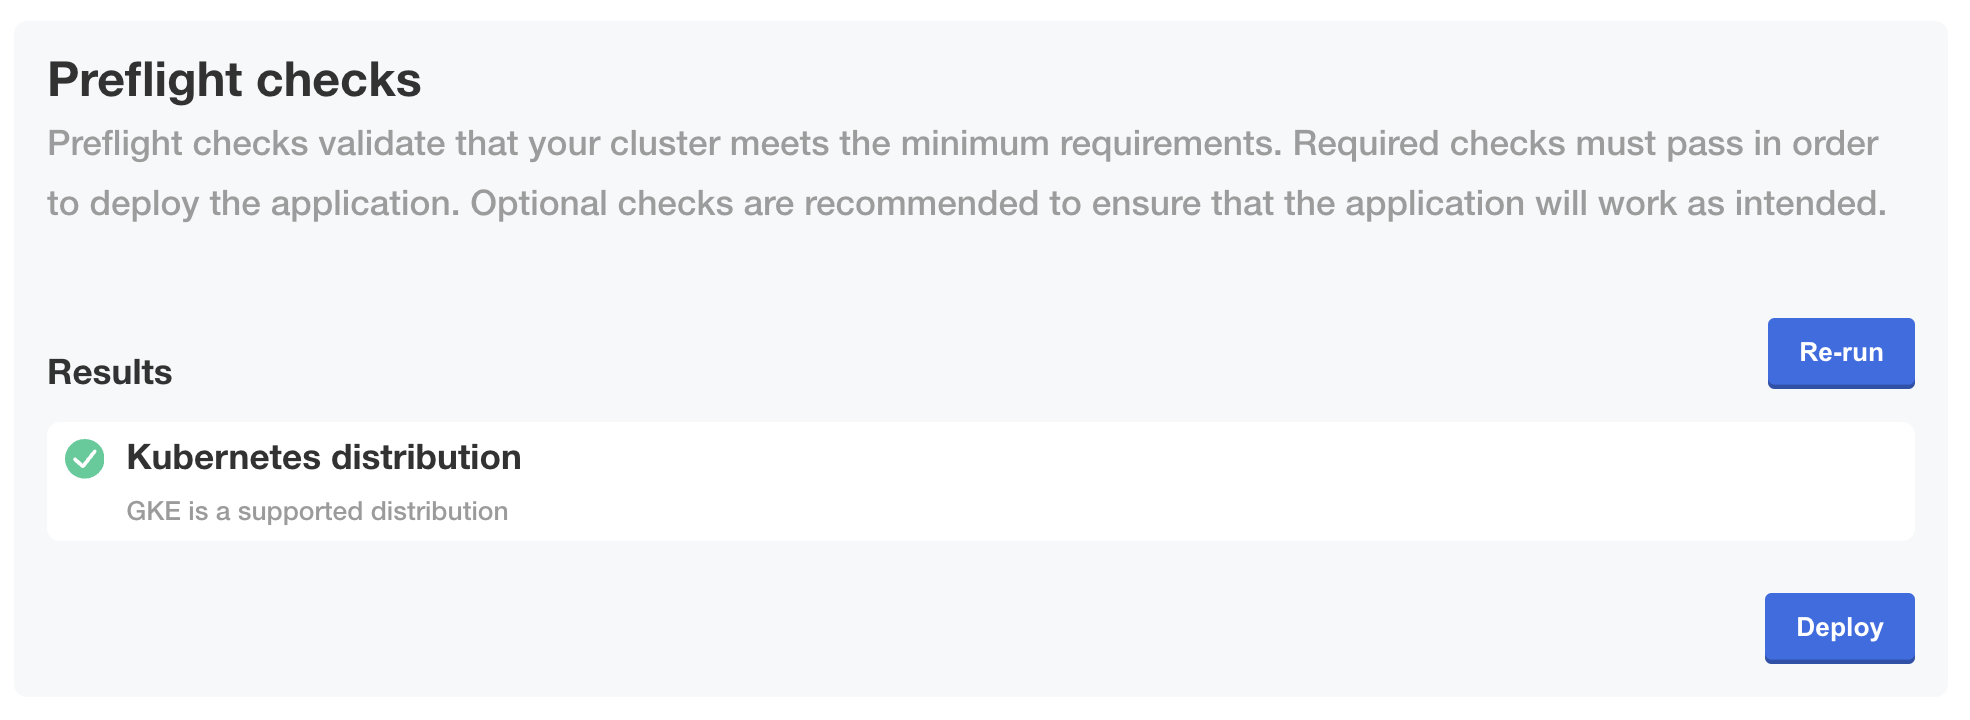 Preflight checks
Preflight checks validate that your cluster meets the minimum requirements. Required checks must pass in order
to deploy the application. Optional checks are recommended to ensure that the application will work as intended.
Re-run
Results
Kubernetes distribution
GKE is a supported distribution
Deploy